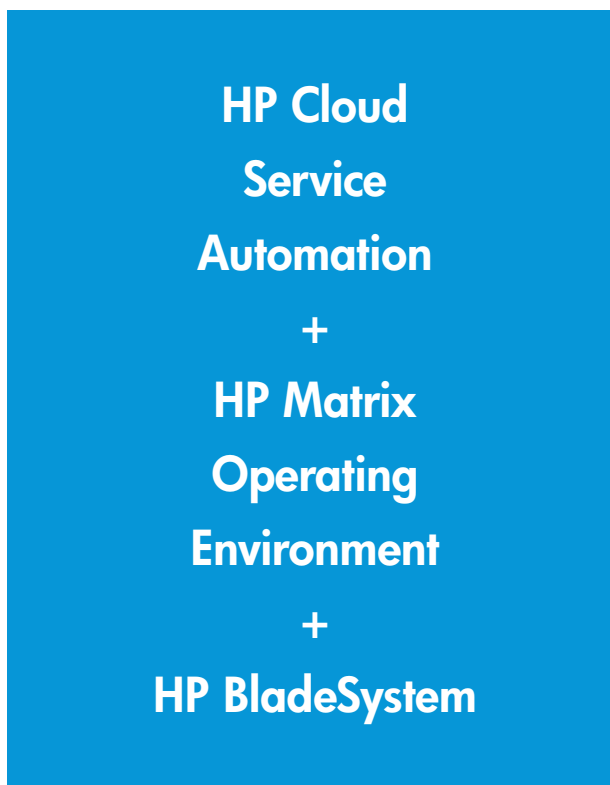 HP Cloud
Service
Automation
+
HP Matrix
Operating
Environment
+
HP BladeSystem